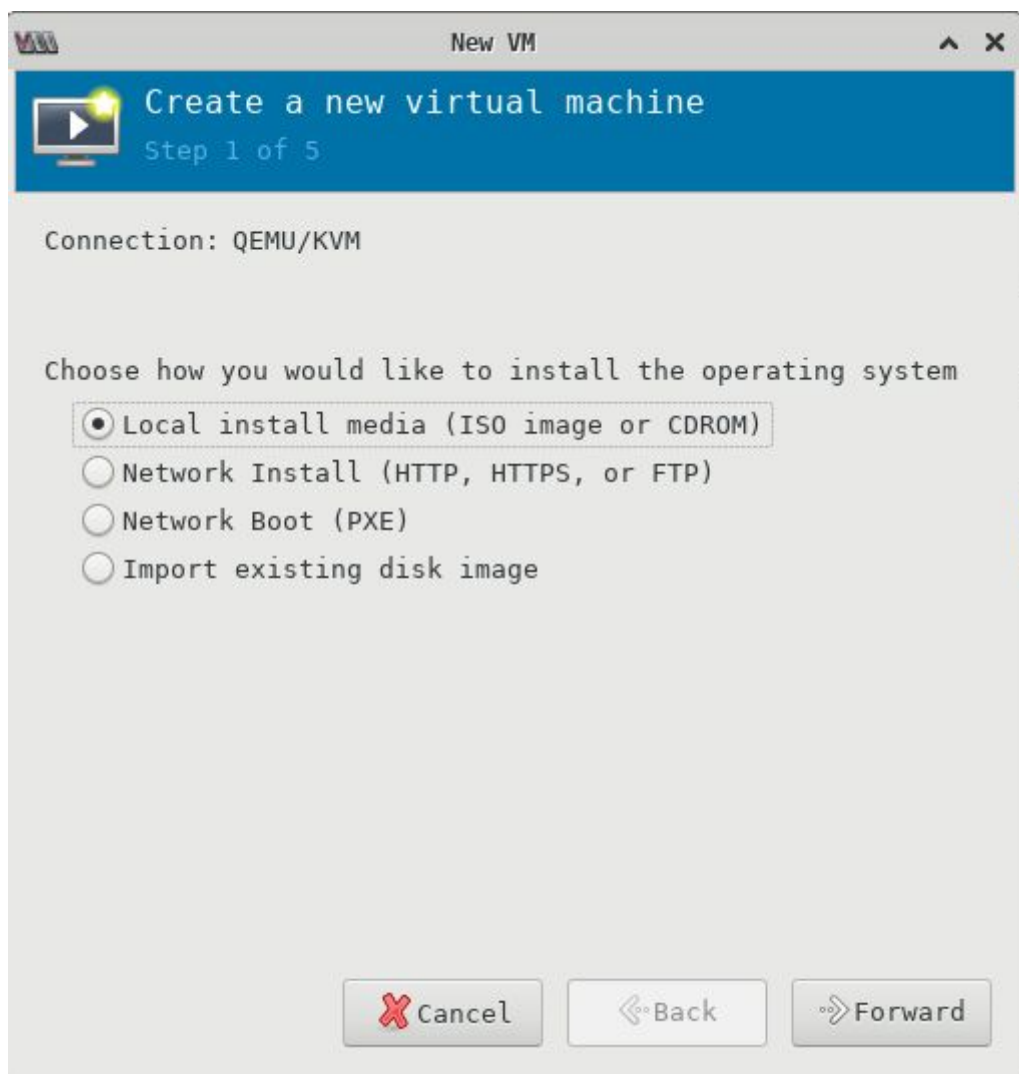 New VM
Create a new virtual machine
Step 1 of 5
Connection: QEMU/KVM
Choose how you would like to install the operating system
Local install media (ISO image or CDROM)
Network Install (HTTP, HTTPS, or FTP)
Network Boot (PXE)
Import existing disk image
Cancel
Back
Forward